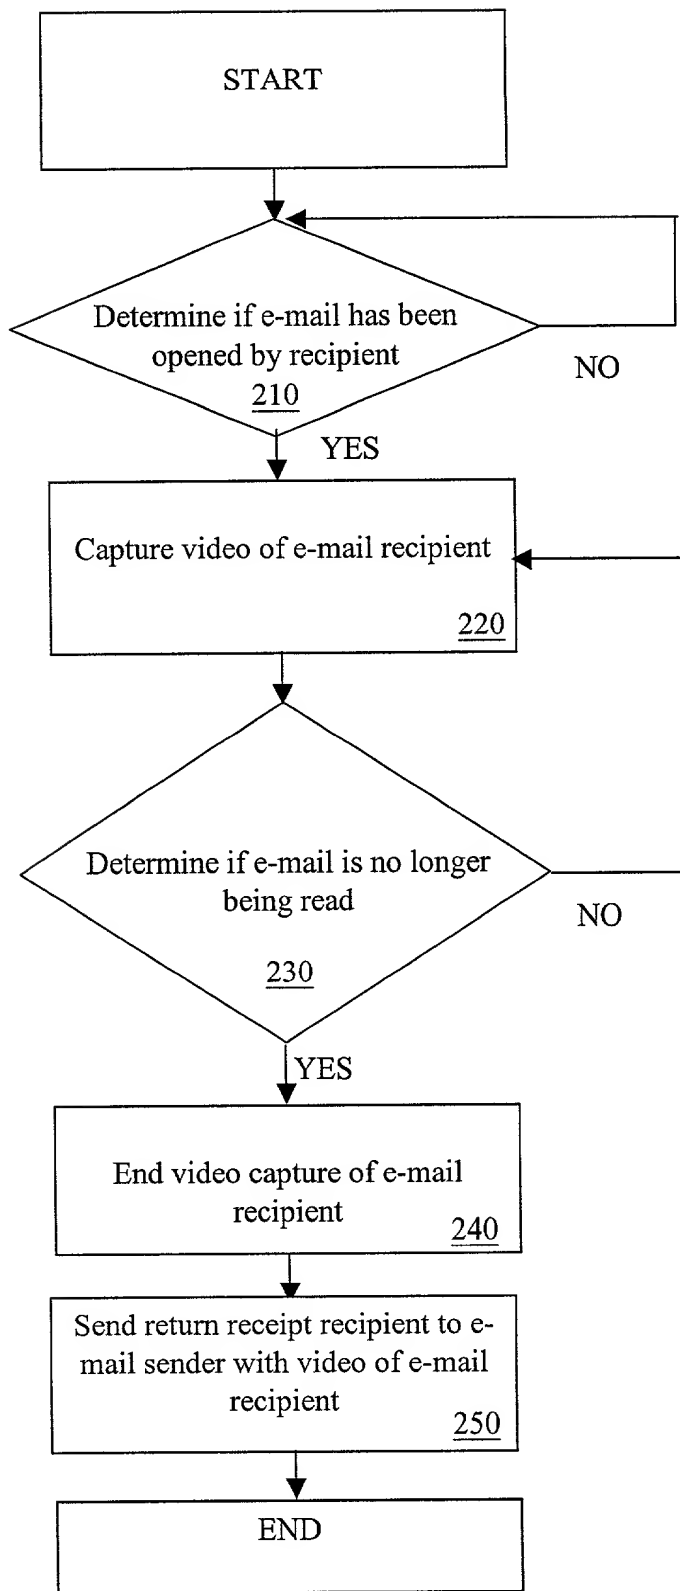 START
Determine if e-mail has been
opened by recipient
210
NO
YES
Capture video of e-mail recipient
220
Determine if e-mail is no longer
being read
NO
230
YES
End video capture of e-mail
recipient
240
Send return receipt recipient to e-
mail sender with video of e-mail
recipient
250
END